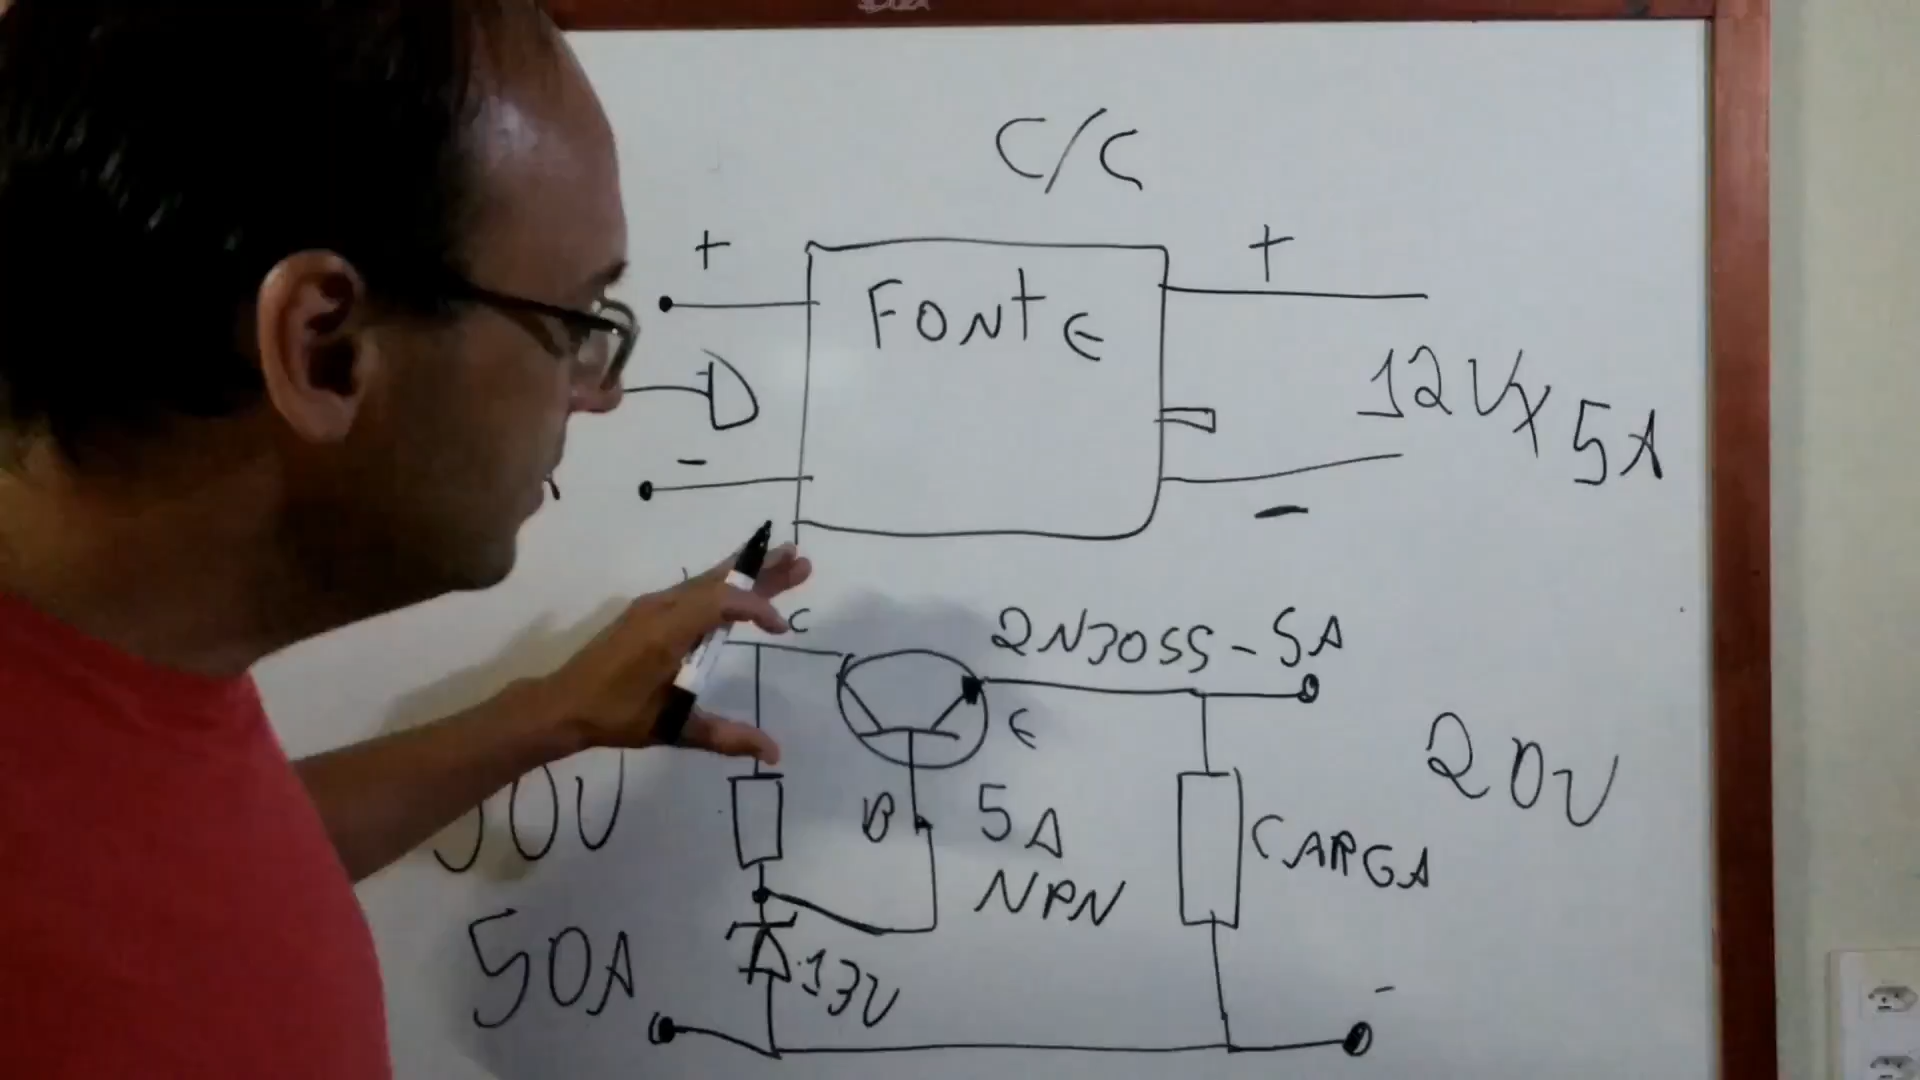 C/C
+
+
FONTE
12V x 5A
-
-
C
2N3055 - 5A
E
20V
B
5A
CARGA
NPN
50A
13V
-